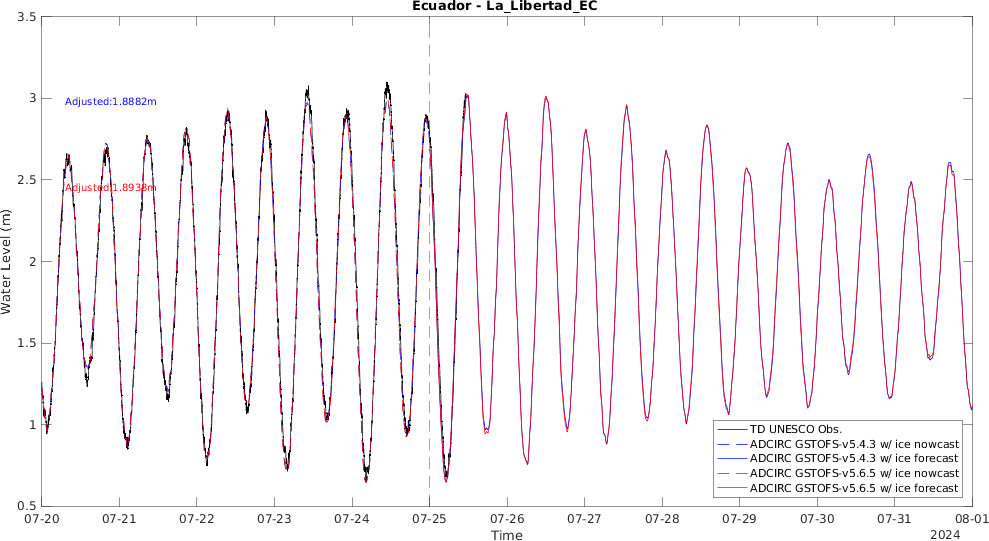 Ecuador - La_Libertad_EC
3.5
3
2.5
2
1.5
1
0.5
Water Level (m)
Adjusted:1.8882m
Adjusted:1.8938m
TD UNESCO Obs.
ADCIRC GSTOFS-v5.4.3 w/ ice nowcast
ADCIRC GSTOFS-v5.4.3 w/ ice forecast
ADCIRC GSTOFS-v5.6.5 w/ ice nowcast
ADCIRC GSTOFS-v5.6.5 w/ ice forecast
07-20 07-21 07-22 07-23 07-24 07-25 07-26 07-27 07-28 07-29 07-30 07-31 08-01
Time
2024